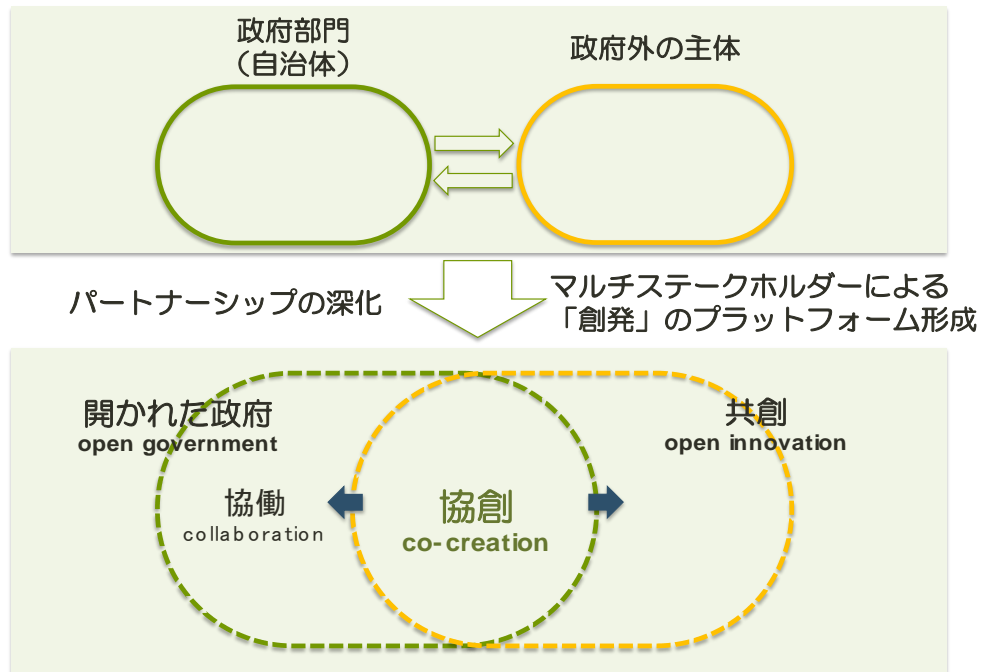 政府部門
（自治体）
政府外の主体
パートナーシップの深化
マルチステークホルダーによる
「創発」のプラットフォーム形成
開かれた政府
open government
共創
open innovation
協働
collaboration
協創
co-creation